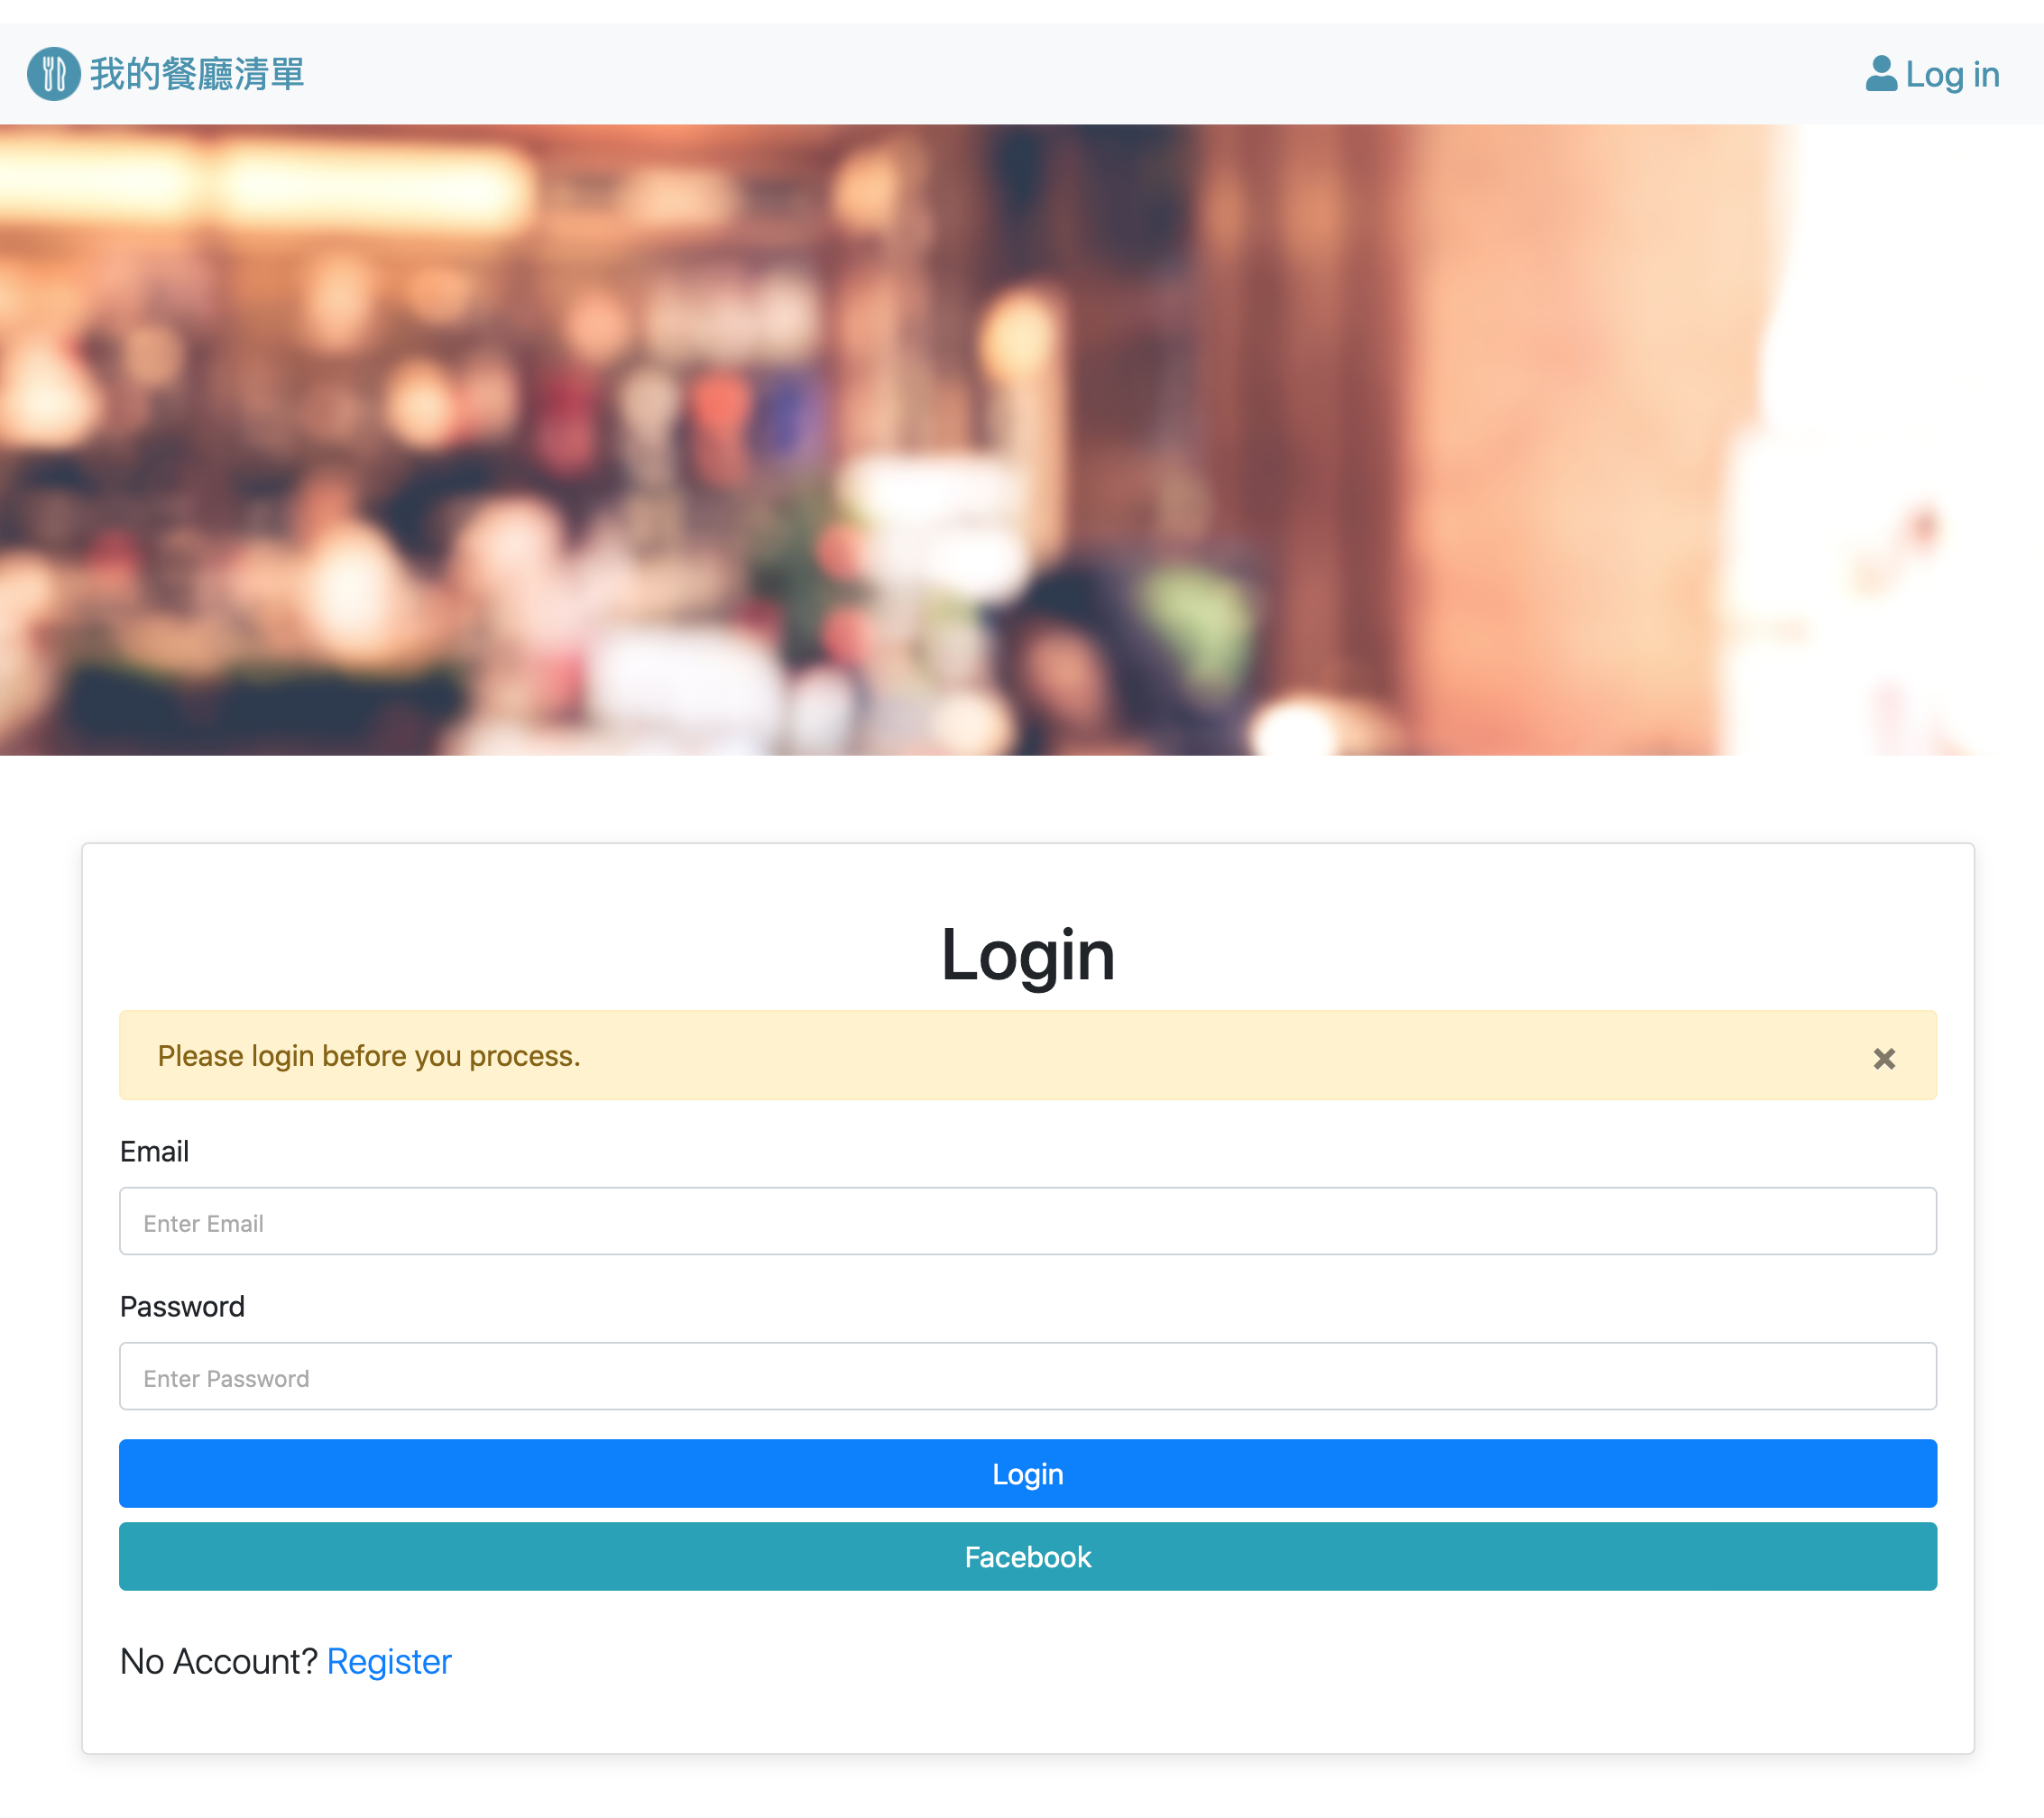 我的餐廳清單
Log in
Login
Please login before you process.
×
Email
Enter Email
Password
Enter Password
Login
Facebook
No Account? Register